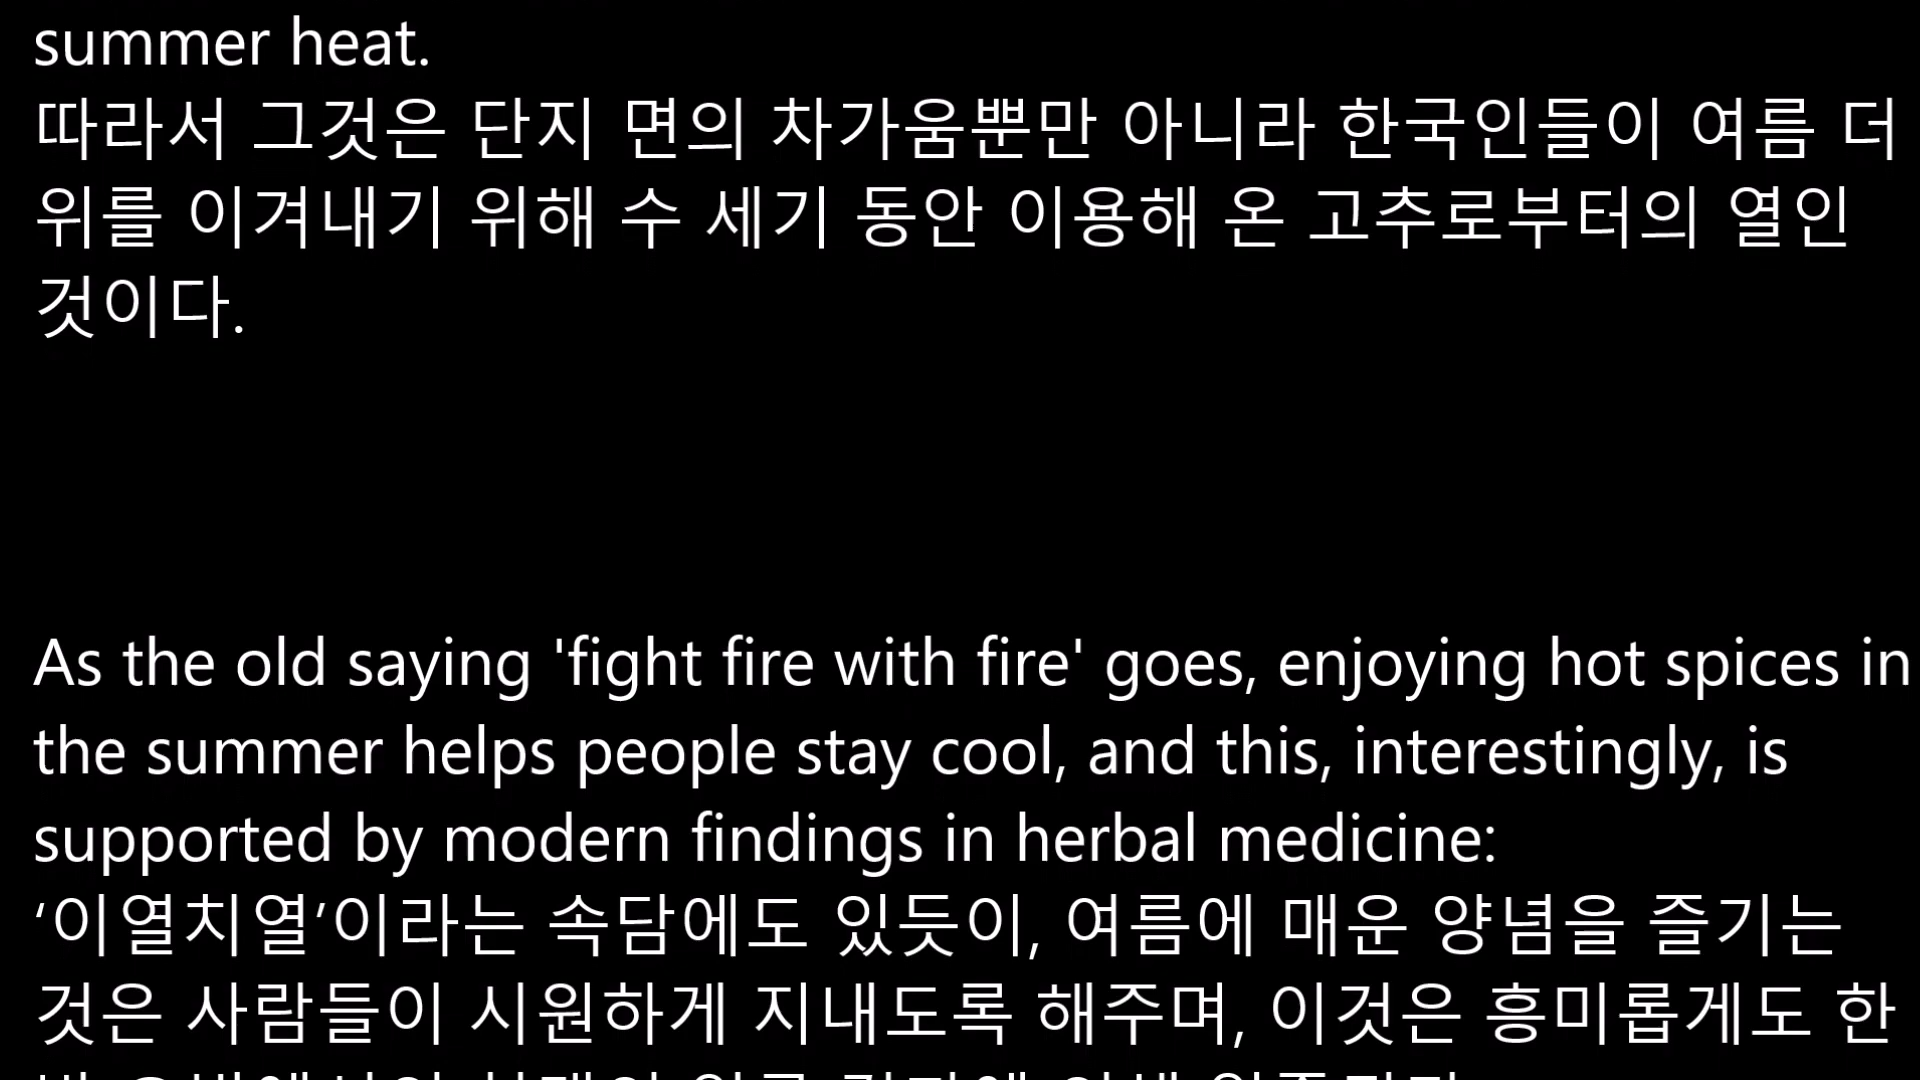 summer heat.
따라서 그것은 단지 면의 차가움뿐만 아니라 한국인들이 여름 더
위를 이겨내기 위해 수 세기 동안 이용해 온 고추로부터의 열인
것이다.
As the old saying 'fight fire with fire' goes, enjoying hot spices in
the summer helps people stay cool, and this, interestingly, is
supported by modern findings in herbal medicine:
‘이열치열’이라는 속담에도 있듯이, 여름에 매운 양념을 즐기는
것은 사람들이 시원하게 지내도록 해주며, 이것은 흥미롭게도 한